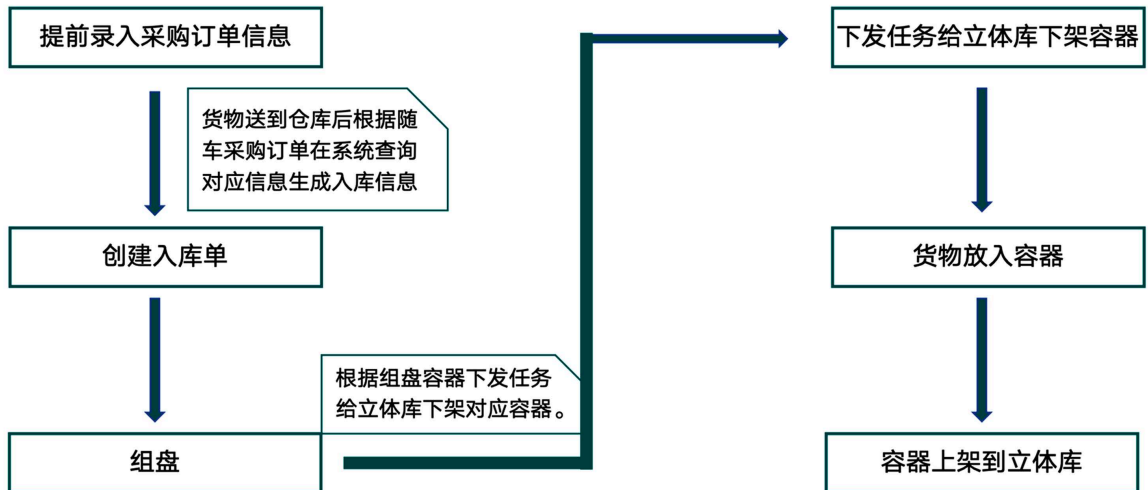 提前录入采购订单信息
货物送到仓库后根据随
车采购订单在系统查询
对应信息生成入库信息
创建入库单
根据组盘容器下发任务
给立体库下架对应容器。
组盘
下发任务给立体库下架容器
货物放入容器
容器上架到立体库